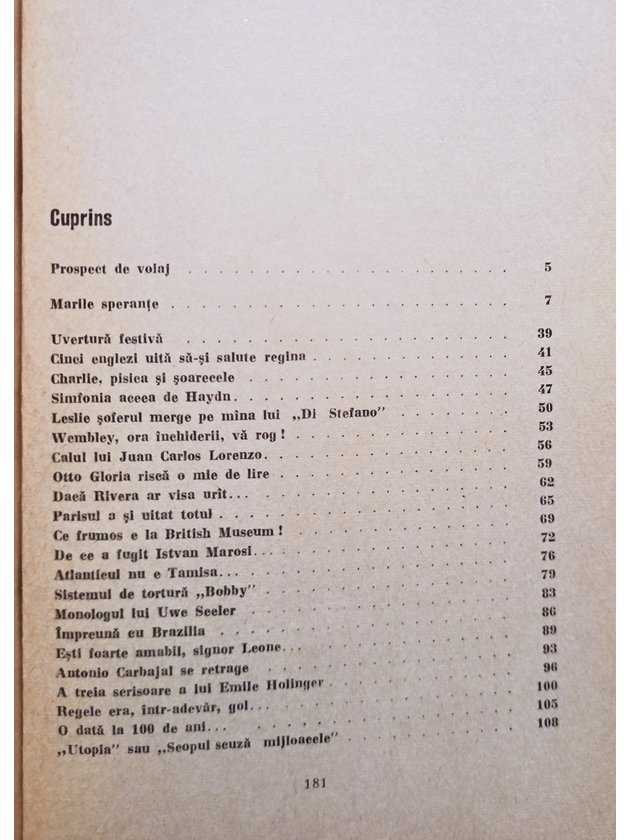 Cuprins
Prospect de voiaj . . . . . . . . . . . . . . . 5
Marile speranțe . . . . . . . . . . . . . . . 7
Uvertură festivă . . . . . . . . . . . . . . . 39
Cinci englezi uită să-și salute regina . . . . . . . . . 41
Charlie, pisica și șoarecele . . . . . . . . . . . . 45
Simfonia aceea de Haydn. . . . . . . . . . . . . 47
Leslie șoferul merge pe mîna lui „Di Stefano” . . . . . . 50
Wembley, ora închiderii, vă rog! . . . . . . . . . . 53
Calul lui Juan Carlos Lorenzo. . . . . . . . . . . 56
Otto Gloria riscă o mie de lire . . . . . . . . . . 59
Dacă Rivera ar visa urît... . . . . . . . . . . . 62
Parisul a și uitat totul . . . . . . . . . . . . . 65
Ce frumos e la British Museum! . . . . . . . . . . 69
De ce a fugit Istvan Marosi... . . . . . . . . . . 72
Atlanticul nu e Tamisa... . . . . . . . . . . . . 76
Sistemul de tortură „Bobby” . . . . . . . . . . . 79
Monologul lui Uwe Seeler . . . . . . . . . . . . 83
Împreună cu Brazilia . . . . . . . . . . . . . 86
Ești foarte amabil, signor Leone... . . . . . . . . . 89
Antonio Carbajal se retrage . . . . . . . . . . . 93
A treia scrisoare a lui Emile Holinger. . . . . . . . . 96
Regele era, într-adevăr, gol... . . . . . . . . . . 100
O dată la 100 de ani... . . . . . . . . . . . . 105
„Utopia” sau „Scopul scuză mijloacele” . . . . . . . . 108
181